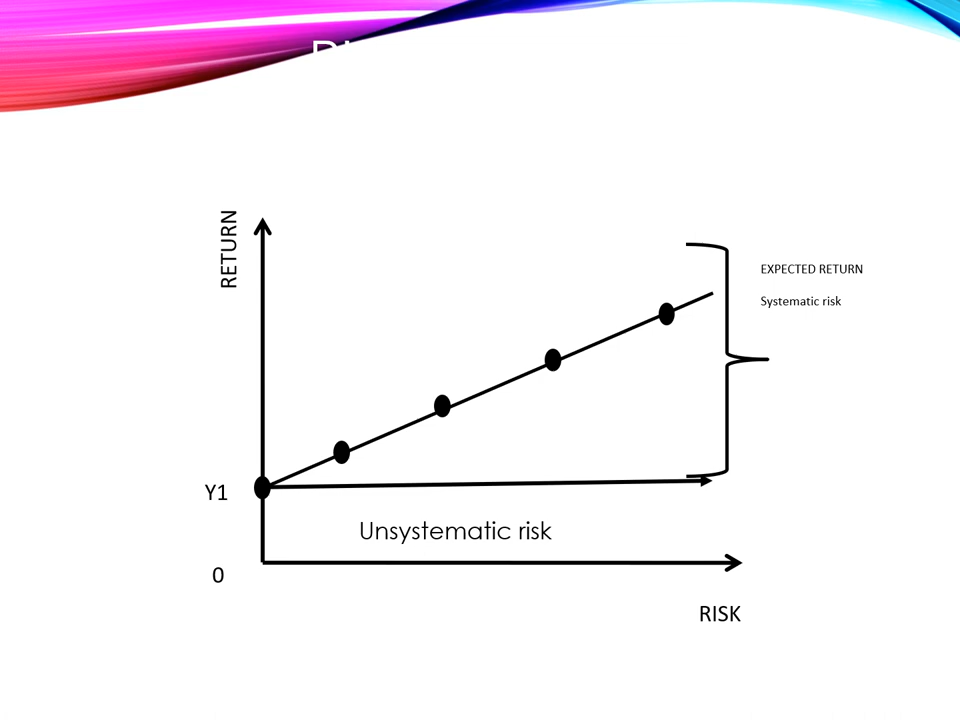 RETURN
EXPECTED RETURN
Systematic risk
Y1
Unsystematic risk
0
RISK